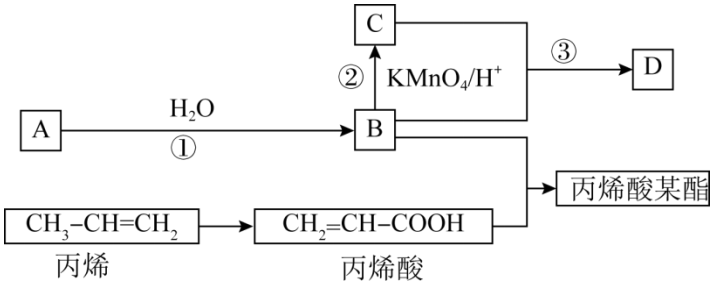 C
③
D
② KMnO₄/H⁺
H₂O
A
B
①
丙烯酸某酯
CH₃-CH=CH₂
CH₂=CH-COOH
丙烯
丙烯酸